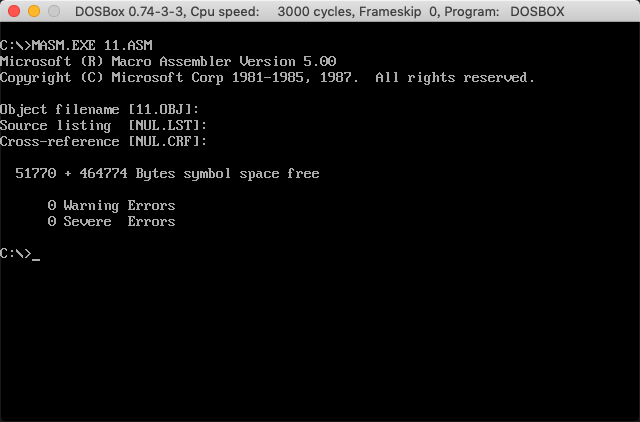 DOSBox 0.74-3-3, Cpu speed:    3000 cycles, Frameskip  0, Program:   DOSBOX
C:\>MASM.EXE 11.ASM
Microsoft (R) Macro Assembler Version 5.00
Copyright (C) Microsoft Corp 1981-1985, 1987.  All rights reserved.
Object filename [11.OBJ]:
Source listing  [NUL.LST]:
Cross-reference [NUL.CRF]:
  51770 + 464774 Bytes symbol space free
      0 Warning Errors
      0 Severe  Errors
C:\>_